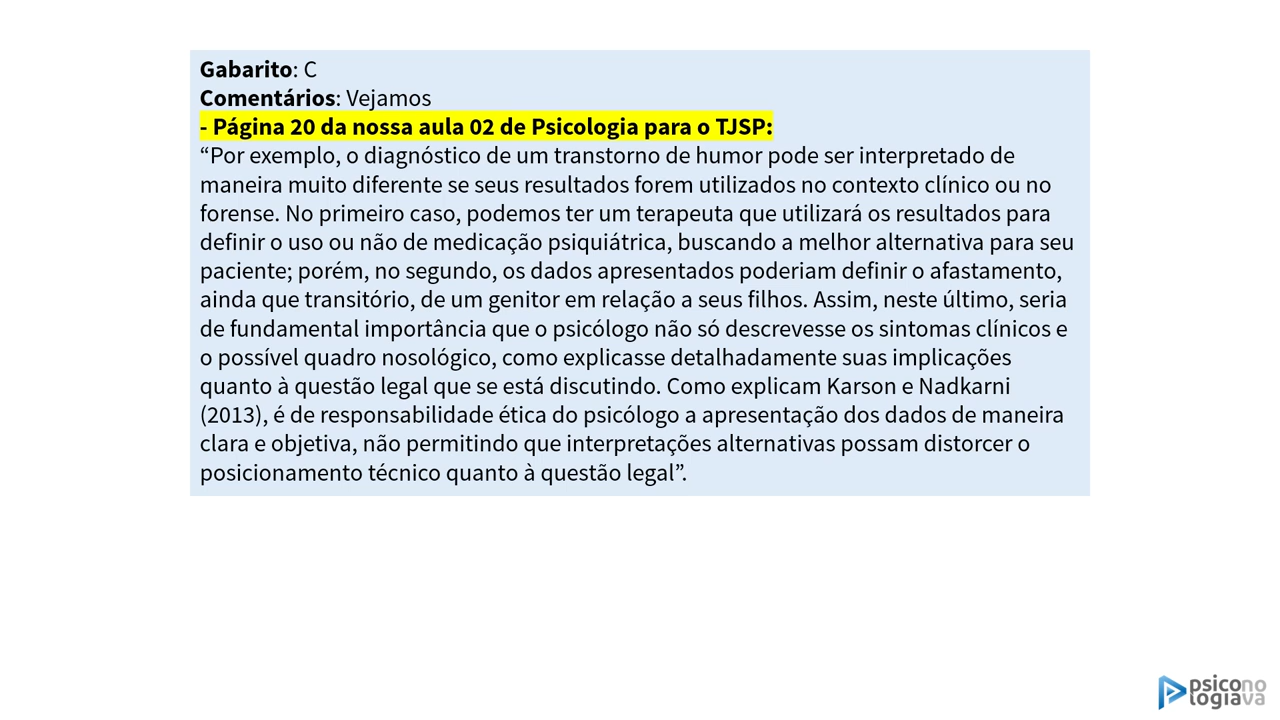 Gabarito: C
Comentários: Vejamos
- Página 20 da nossa aula 02 de Psicologia para o TJSP:
“Por exemplo, o diagnóstico de um transtorno de humor pode ser interpretado de
maneira muito diferente se seus resultados forem utilizados no contexto clínico ou no
forense. No primeiro caso, podemos ter um terapeuta que utilizará os resultados para
definir o uso ou não de medicação psiquiátrica, buscando a melhor alternativa para seu
paciente; porém, no segundo, os dados apresentados poderiam definir o afastamento,
ainda que transitório, de um genitor em relação a seus filhos. Assim, neste último, seria
de fundamental importância que o psicólogo não só descrevesse os sintomas clínicos e
o possível quadro nosológico, como explicasse detalhadamente suas implicações
quanto à questão legal que se está discutindo. Como explicam Karson e Nadkarni
(2013), é de responsabilidade ética do psicólogo a apresentação dos dados de maneira
clara e objetiva, não permitindo que interpretações alternativas possam distorcer o
posicionamento técnico quanto à questão legal”.
psicono
logiava